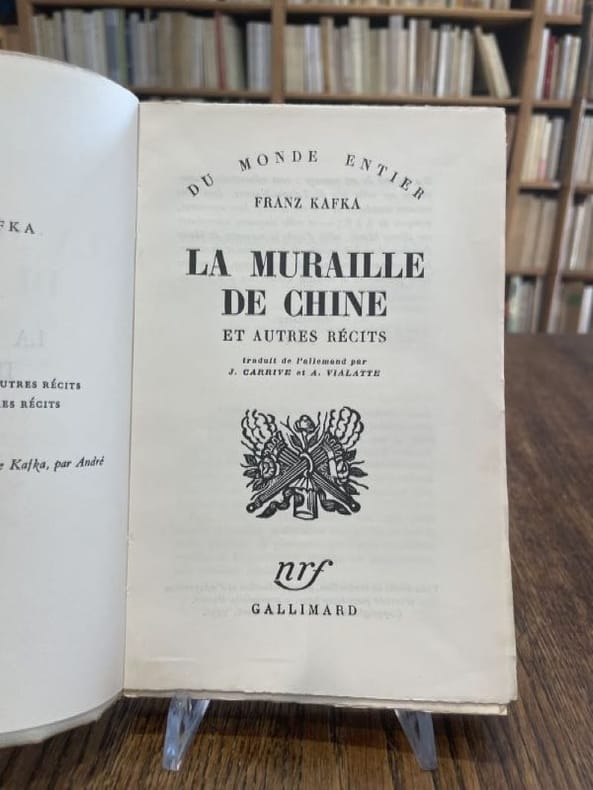 FKA
UTRES RÉCITS
ES RÉCITS
e Kafka, par André
DU MONDE ENTIER
FRANZ KAFKA
LA MURAILLE
DE CHINE
ET AUTRES RÉCITS
traduit de l'allemand par
J. CARRIVE et A. VIALATTE
nrf
GALLIMARD